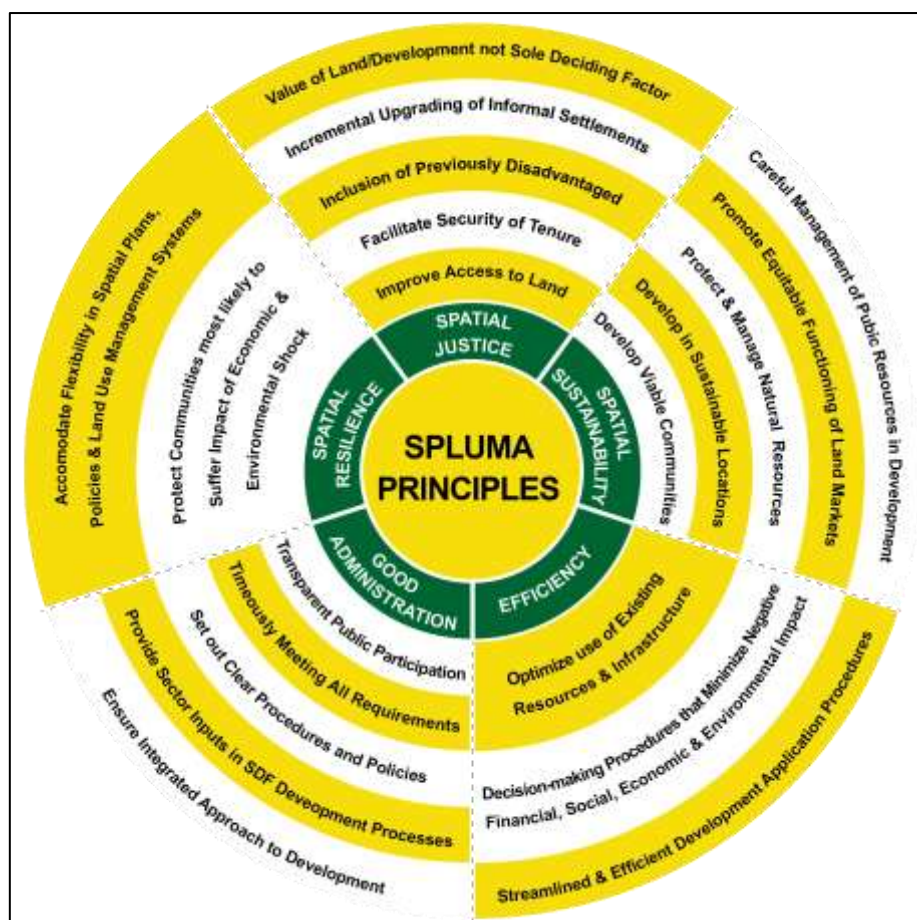 SPLUMA
PRINCIPLES
SPATIAL
JUSTICE
Improve Access to Land
Facilitate Security of Tenure
Inclusion of Previously Disadvantaged
Incremental Upgrading of Informal Settlements
Value of Land/Development not Sole Deciding Factor
SPATIAL
SUSTAINABILITY
Develop Viable Communities
Develop in Sustainable Locations
Protect & Manage Natural Resources
Promote Equitable Functioning of Land Markets
Careful Management of Pubic Resources in Development
EFFICIENCY
Optimize use of Existing
Resources & Infrastructure
Decision-making Procedures that Minimize Negative
Financial, Social, Economic & Environmental Impact
Streamlined & Efficient Development Application Procedures
GOOD
ADMINISTRATION
Transparent Public Participation
Timeously Meeting All Requirements
Set out Clear Procedures and Policies
Provide Sector Inputs in SDF Deveopment Processes
Ensure Integrated Approach to Development
SPATIAL
RESILIENCE
Protect Communities most likely to
Suffer Impact of Economic &
Environmental Shock
Accomodate Flexibility in Spatial Plans,
Policies & Land Use Management Systems